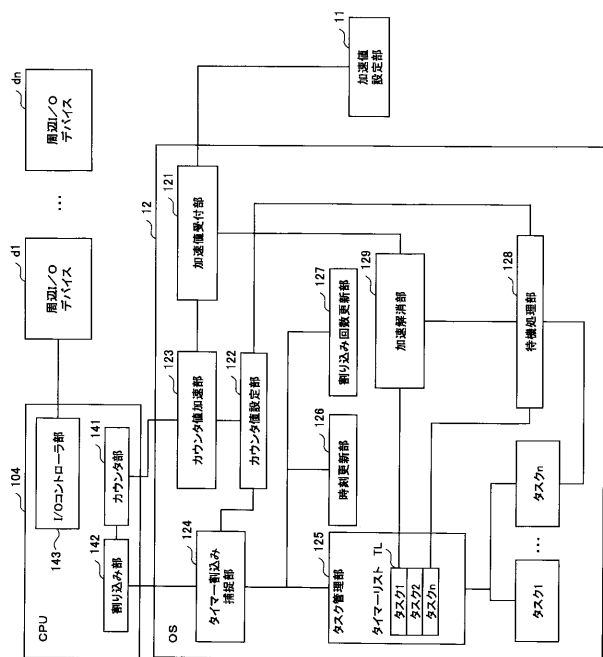 104
CPU
I/Oコントローラ部
143
141
カウンタ部
142
割り込み部
d1
周辺I/O
デバイス
…
dn
周辺I/O
デバイス
12
OS
11
加速値
設定部
121
加速値受付部
123
カウンタ値加速部
122
カウンタ値設定部
124
タイマー割込み
捕捉部
125
タスク管理部
タイマーリスト TL
タスク1
タスク2
タスクn
126
時刻更新部
127
割り込み回数更新部
129
加速解消部
128
待機処理部
タスク1
…
タスクn